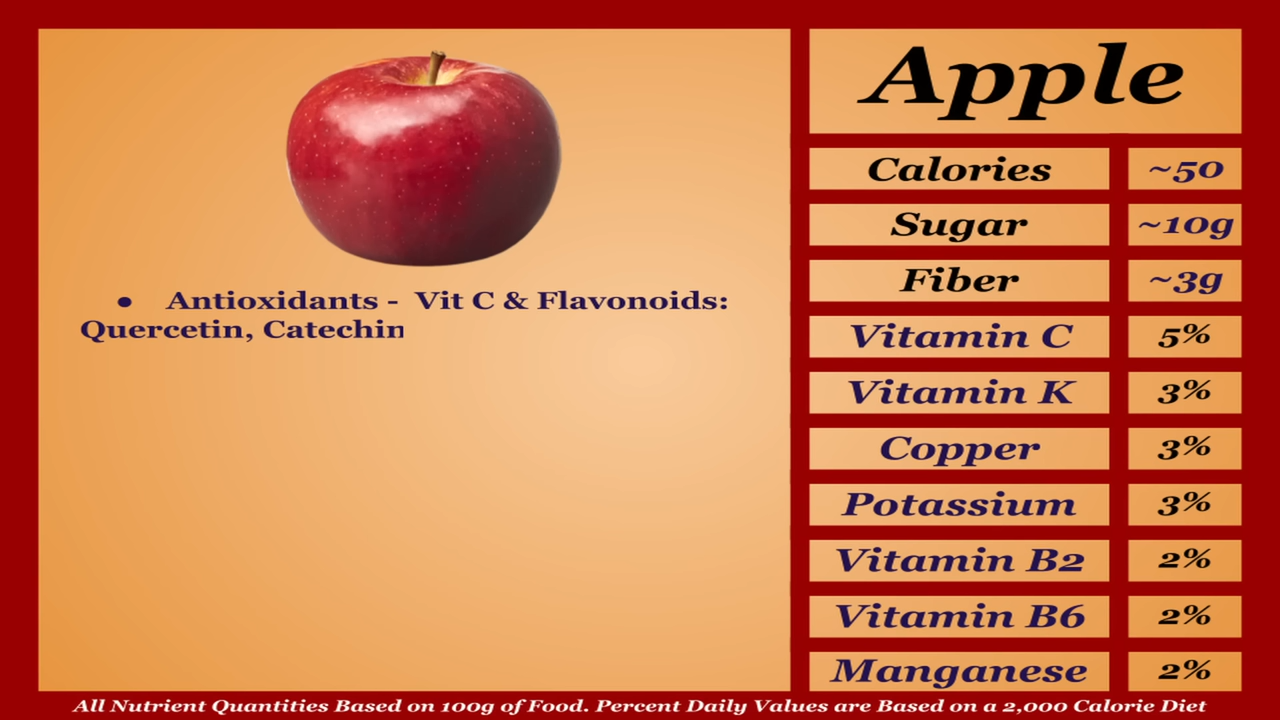 Apple
● Antioxidants - Vit C & Flavonoids:
Quercetin, Catechin
Calories ~50
Sugar ~10g
Fiber ~3g
Vitamin C 5%
Vitamin K 3%
Copper 3%
Potassium 3%
Vitamin B2 2%
Vitamin B6 2%
Manganese 2%
All Nutrient Quantities Based on 100g of Food. Percent Daily Values are Based on a 2,000 Calorie Diet